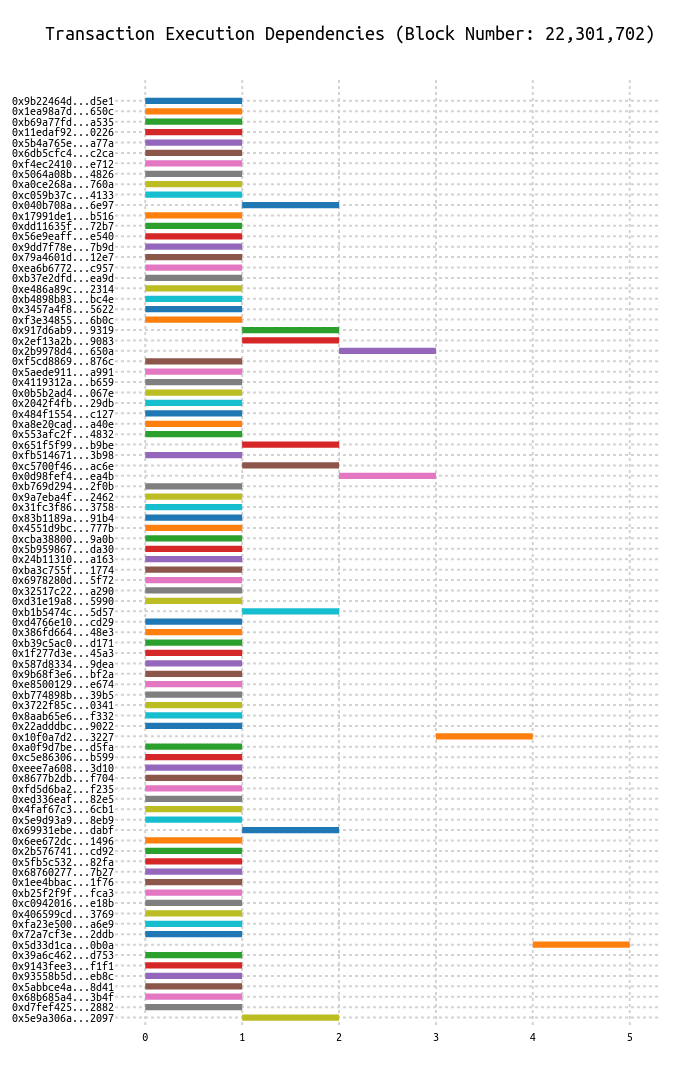 Transaction Execution Dependencies (Block Number: 22,301,702)
0x9b22464d...d5e1
0x1ea98a7d...650c
0xb69a77fd...a535
0x11edaf92...0226
0x5b4a765e...a77a
0x6db5cfc4...c2ca
0xf4ec2410...e712
0x5064a08b...4826
0xa0ce268a...760a
0xc059b37c...4133
0x040b708a...6e97
0x17991de1...b516
0xdd11635f...72b7
0x56e9eaff...e540
0x9dd7f78e...7b9d
0x79a4601d...12e7
0xea6b6772...c957
0xb37e2dfd...ea9d
0xe486a89c...2314
0xb4898b83...bc4e
0x3457a4f8...5622
0xf3e34855...6b0c
0x917d6ab9...9319
0x2ef13a2b...9083
0x2b9978d4...650a
0xf5cd8869...876c
0x5aede911...a991
0x4119312a...b659
0x0b5b2ad4...067e
0x2042f4fb...29db
0x484f1554...c127
0xa8e20cad...a40e
0x553afc2f...4832
0x651f5f99...b9be
0xfb514671...3b98
0xc5700f46...ac6e
0x0d98fef4...ea4b
0xb769d294...2f0b
0x9a7eba4f...2462
0x31fc3f86...3758
0x83b1189a...91b4
0x4551d9bc...777b
0xcba38800...9a0b
0x5b959867...da30
0x24b11310...a163
0xba3c755f...1774
0x6978280d...5f72
0x32517c22...a290
0xd31e19a8...5990
0xb1b5474c...5d57
0xd4766e10...cd29
0x386fd664...48e3
0xb39c5ac0...d171
0x1f277d3e...45a3
0x587d8334...9dea
0x9b68f3e6...bf2a
0xe8500129...e674
0xb774898b...39b5
0x3722f85c...0341
0x8aab65e6...f332
0x22adddbc...9022
0x10f0a7d2...3227
0xa0f9d7be...d5fa
0xc5e86306...b599
0xeee7a608...3d10
0x8677b2db...f704
0xfd5d6ba2...f235
0xed336eaf...82e5
0x4faf67c3...6cb1
0x5e9d93a9...8eb9
0x69931ebe...dabf
0x6ee672dc...1496
0x2b576741...cd92
0x5fb5c532...82fa
0x68760277...7b27
0x1ee4bbac...1f76
0xb25f2f9f...fca3
0xc0942016...e18b
0x406599cd...3769
0xfa23e500...a6e9
0x72a7cf3e...2ddb
0x5d33d1ca...0b0a
0x39a6c462...d753
0x9143fee3...f1f1
0x93558b5d...eb8c
0x5abbce4a...8d41
0x68b685a4...3b4f
0xd7fef425...2882
0x5e9a306a...2097
0 1 2 3 4 5